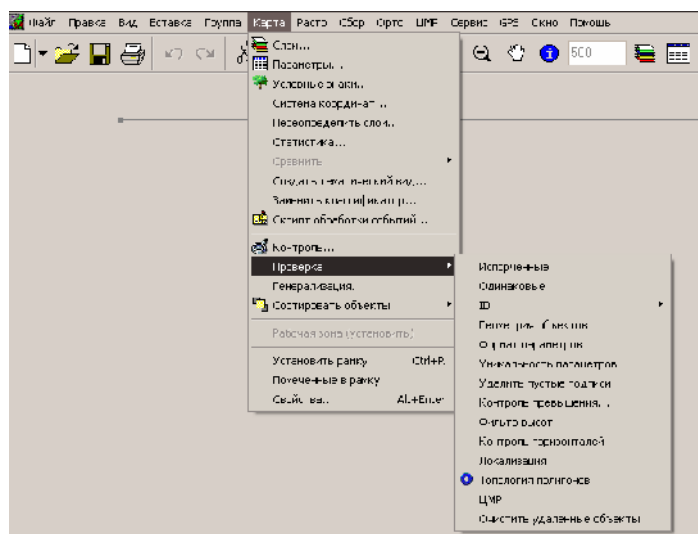 Файл Правка Вид Вставка Группа Карта Растр Сбор Орто ЦМР Сервис GPS Окно Помощь
500
Слои...
Параметры...
Условные знаки...
Система координат...
Переопределить слои...
Статистика...
Сравнить
Создать тематический вид...
Заменить классификатор...
Скрипт обработки событий...
Контроль...
Проверка
Генерализация...
Сортировать объекты
Рабочая зона (установить)
Установить рамку Ctrl+R
Помеченные в рамку
Свойства... Alt+Enter
Испорченные
Одинаковые
ID
Геометрия объектов
Формат параметров
Уникальность параметров
Удалить пустые подписи
Контроль превышения...
Фильтр высот
Контроль горизонталей
Локализация
Топология полигонов
ЦМР
Очистить удаленные объекты